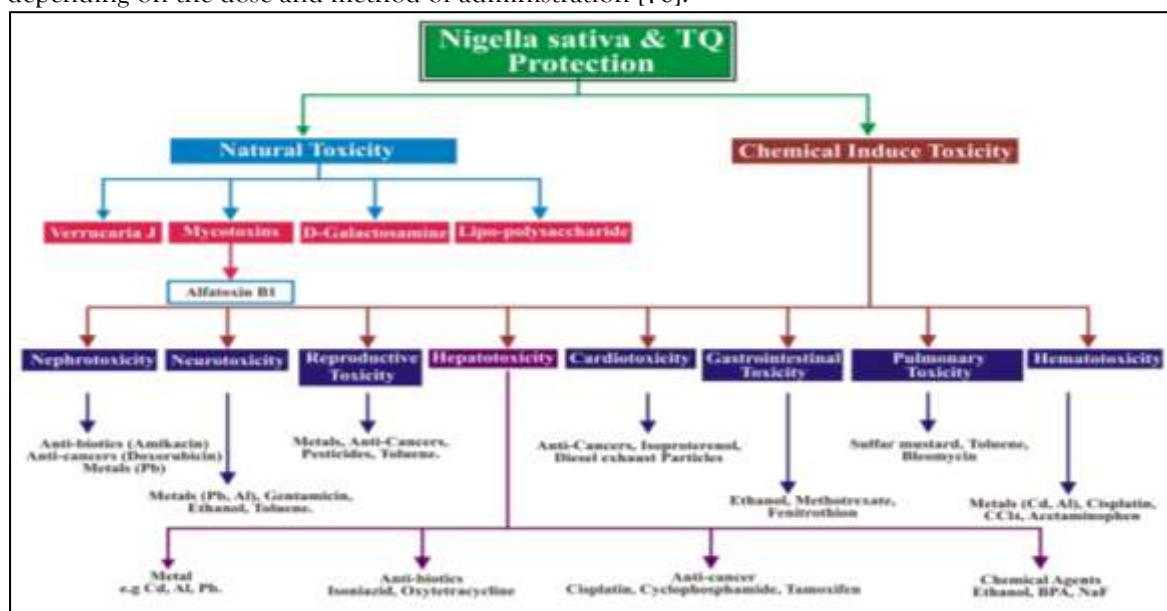 depending on the dose and method of administration [76].
Nigella sativa & TQ
Protection
Natural Toxicity
Chemical Induce Toxicity
Verrucaria J
Mycotoxins
D-Galactosamine
Lipo-polysaccharide
Alfatoxin B1
Nephrotoxicity
Neurotoxicity
Reproductive
Toxicity
Hepatotoxicity
Cardiotoxicity
Gastrointestinal
Toxicity
Pulmonary
Toxicity
Hematotoxicity
Anti-biotics (Amikacin)
Anti-cancers (Doxorubicin)
Metals (Pb)
Metals (Pb, Al), Gentamicin,
Ethanol, Toluene.
Metals, Anti-Cancers,
Pesticides, Toluene.
Anti-Cancers, Isoproterenol,
Diesel exhaust Particles
Ethanol, Methotrexate,
Fenitrothion
Sulfar mustard, Toluene,
Bleomycin
Metals (Cd, Al), Cisplatin,
CCl4, Acetaminophen
Metal
e.g Cd, Al, Pb.
Anti-biotics
Isoniazid, Oxytetracycline
Anti-cancer
Cisplatin, Cyclophosphamide, Tamoxifen
Chemical Agents
Ethanol, BPA, NaF